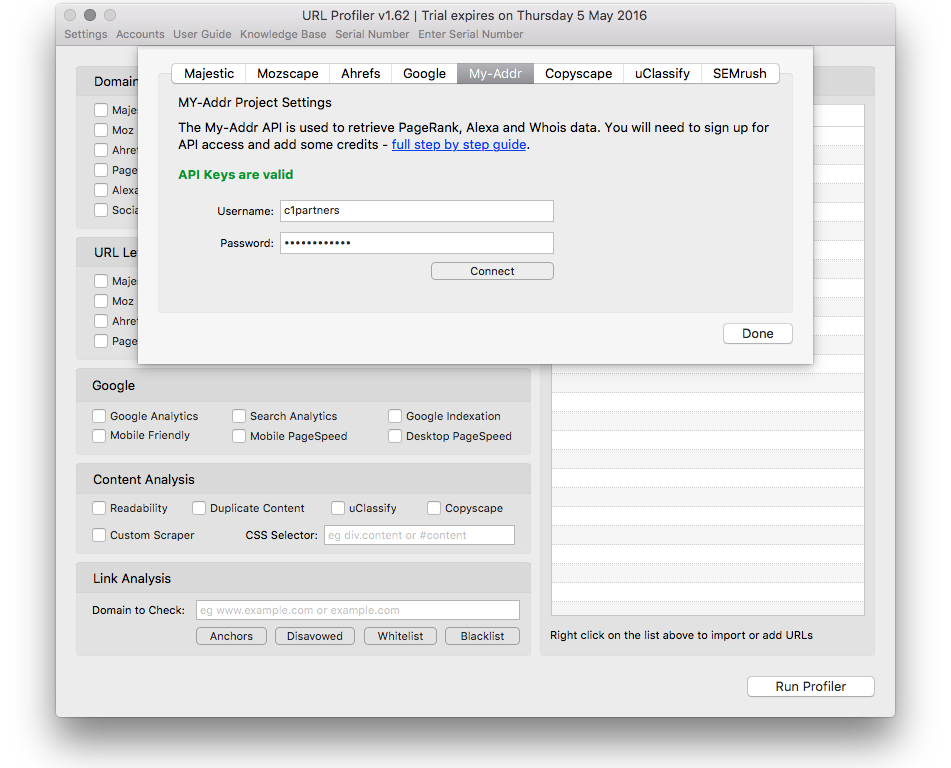 URL Profiler v1.62 | Trial expires on Thursday 5 May 2016
Settings Accounts User Guide Knowledge Base Serial Number Enter Serial Number
Majestic Mozscape Ahrefs Google My-Addr Copyscape uClassify SEMrush
MY-Addr Project Settings
The My-Addr API is used to retrieve PageRank, Alexa and Whois data. You will need to sign up for
API access and add some credits - full step by step guide.
API Keys are valid
Username: c1partners
Password: ••••••••••••
Connect
Done
Domain
Moz
Page
Alexa
URL
Moz
Page
Google
Google Analytics Search Analytics Google Indexation
Mobile Friendly Mobile PageSpeed Desktop PageSpeed
Content Analysis
Readability Duplicate Content uClassify Copyscape
Custom Scraper CSS Selector: eg div.content or #content
Link Analysis
Domain to Check: eg www.example.com or example.com
Anchors Disavowed Whitelist Blacklist
Right click on the list above to import or add URLs
Run Profiler